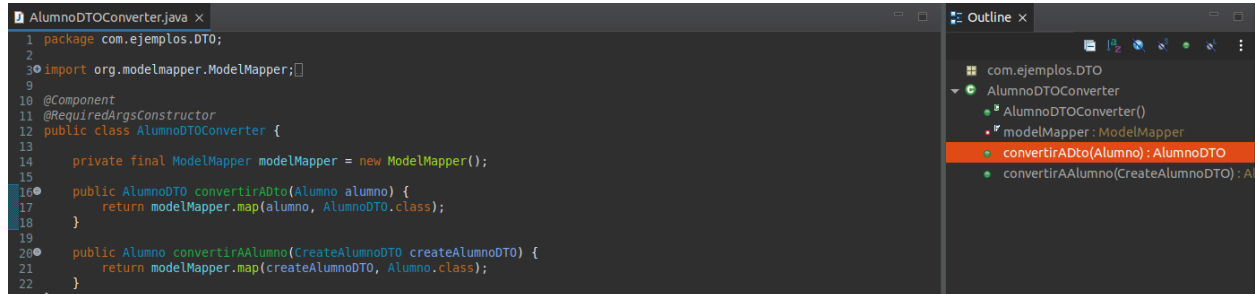 AlumnoDTOConverter.java ×
1 package com.ejemplos.DTO;
2
3 import org.modelmapper.ModelMapper;
9
10 @Component
11 @RequiredArgsConstructor
12 public class AlumnoDTOConverter {
13
14 private final ModelMapper modelMapper = new ModelMapper();
15
16 public AlumnoDTO convertirADto(Alumno alumno) {
17 return modelMapper.map(alumno, AlumnoDTO.class);
18 }
19
20 public Alumno convertirAAlumno(CreateAlumnoDTO createAlumnoDTO) {
21 return modelMapper.map(createAlumnoDTO, Alumno.class);
22 }
Outline ×
com.ejemplos.DTO
AlumnoDTOConverter
AlumnoDTOConverter()
modelMapper : ModelMapper
convertirADto(Alumno) : AlumnoDTO
convertirAAlumno(CreateAlumnoDTO) : Al